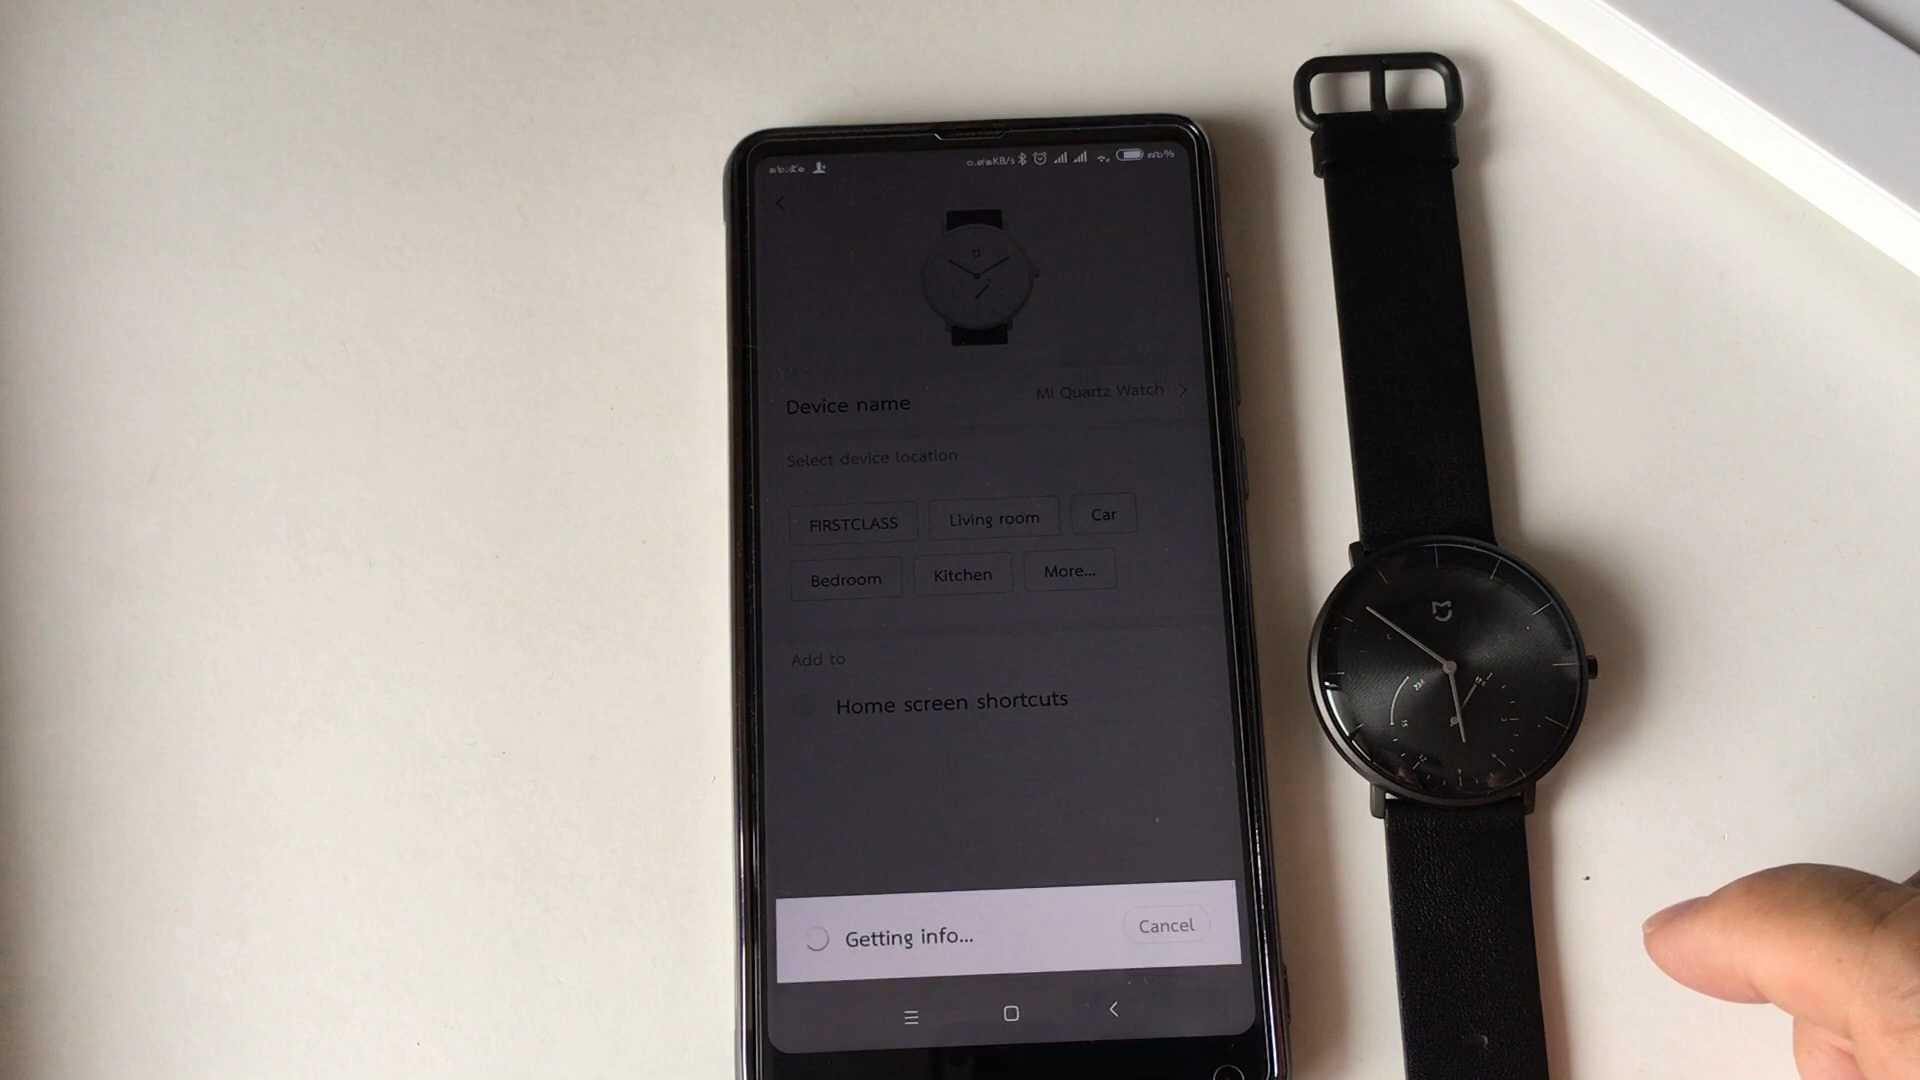 KB/s %
Device name Mi Quartz Watch
Select device location
FIRSTCLASS Living room Car
Bedroom Kitchen More...
Add to
Home screen shortcuts
Getting info... Cancel